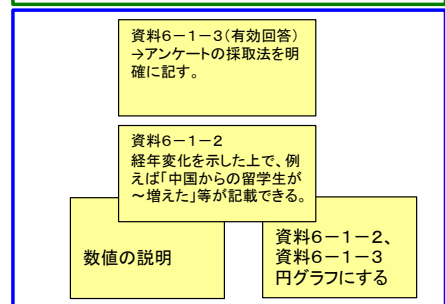 資料6-1-3(有効回答)
→アンケートの採取法を明
確に記す。
資料6-1-2
経年変化を示した上で、例
えば「中国からの留学生が
~増えた」等が記載できる。
数値の説明
資料6-1-2、
資料6-1-3
円グラフにする